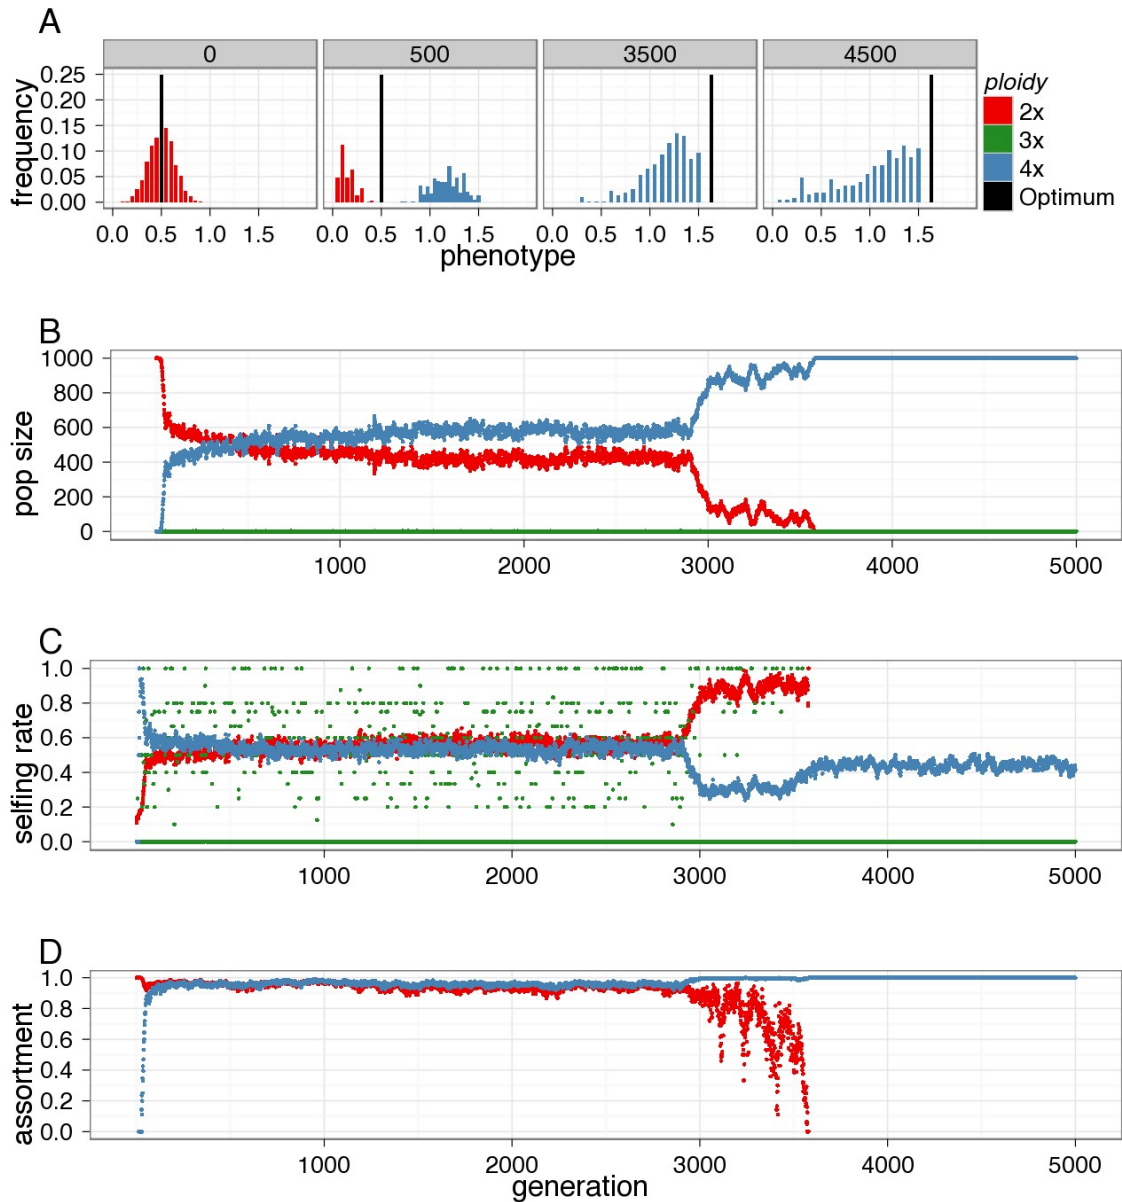 A
0 500 3500 4500
0.25
0.20
0.15
0.10
0.05
0.00
frequency
0.0 0.5 1.0 1.5 0.0 0.5 1.0 1.5 0.0 0.5 1.0 1.5 0.0 0.5 1.0 1.5
phenotype
ploidy
2x
3x
4x
Optimum
B
1000
800
600
400
200
0
pop size
1000 2000 3000 4000 5000
C
1.0
0.8
0.6
0.4
0.2
0.0
selfing rate
1000 2000 3000 4000 5000
D
1.0
0.8
0.6
0.4
0.2
0.0
assortment
1000 2000 3000 4000 5000
generation